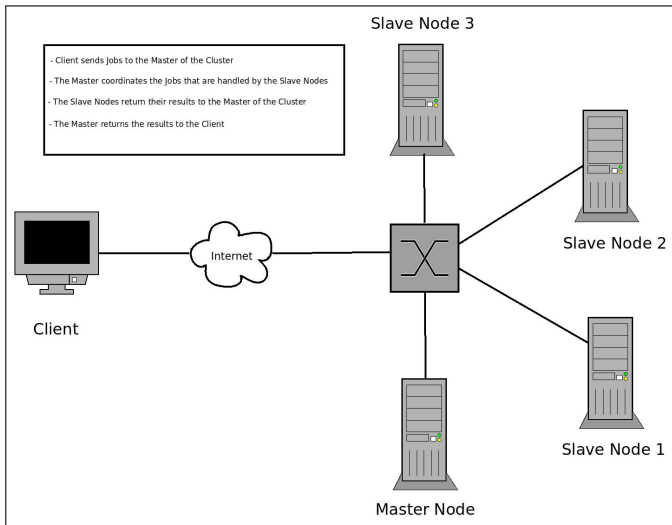 Slave Node 3
- Client sends Jobs to the Master of the Cluster
- The Master coordinates the Jobs that are handled by the Slave Nodes
- The Slave Nodes return their results to the Master of the Cluster
- The Master returns the results to the Client
Slave Node 2
Internet
Client
Slave Node 1
Master Node